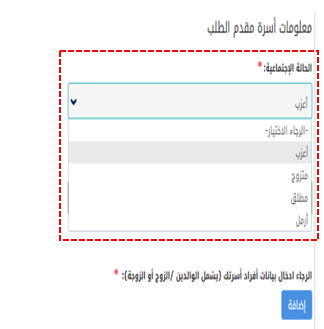 معلومات أسرة مقدم الطلب
الحالة الإجتماعية: *
أعزب
-الرجاء الاختيار-
أعزب
متزوج
مطلق
أرمل
الرجاء ادخال بيانات أفراد أسرتك (يشمل الوالدين /الزوج أو الزوجة): *
إضافة